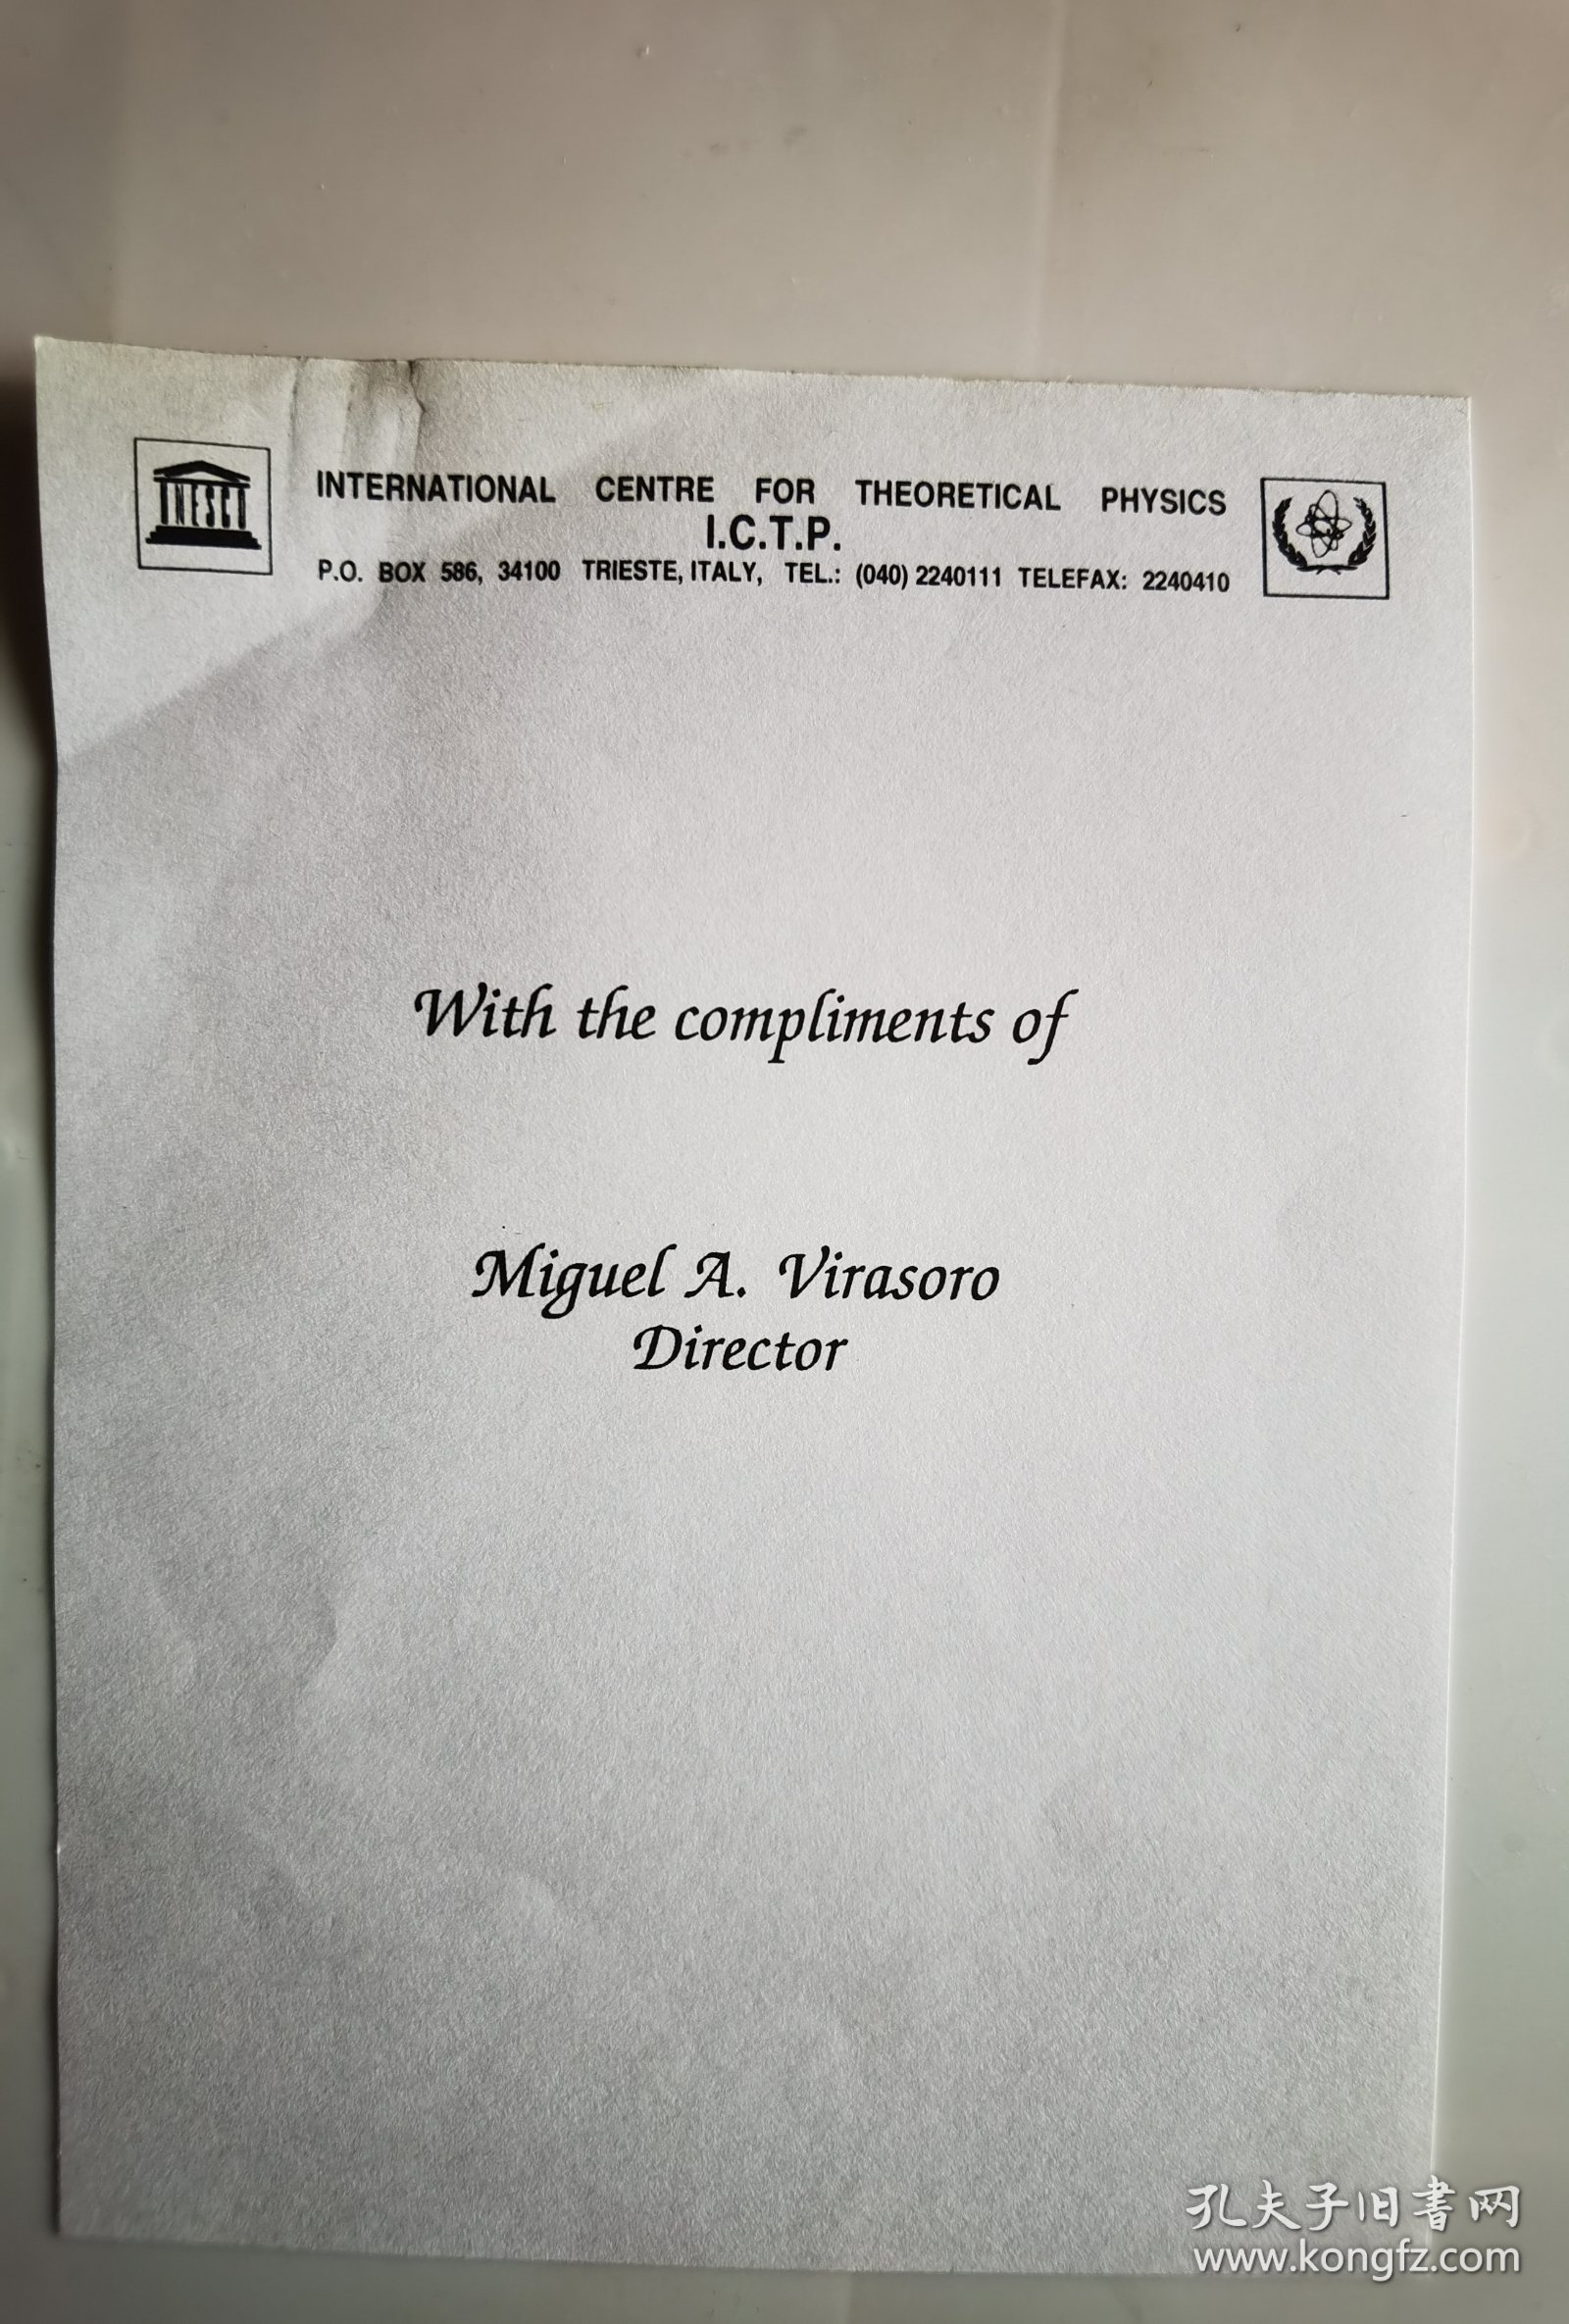 UNESCO
INTERNATIONAL CENTRE FOR THEORETICAL PHYSICS
I.C.T.P.
P.O. BOX 586, 34100 TRIESTE, ITALY, TEL.: (040) 2240111 TELEFAX: 2240410
With the compliments of
Miguel A. Virasoro
Director
孔夫子旧书网
www.kongfz.com